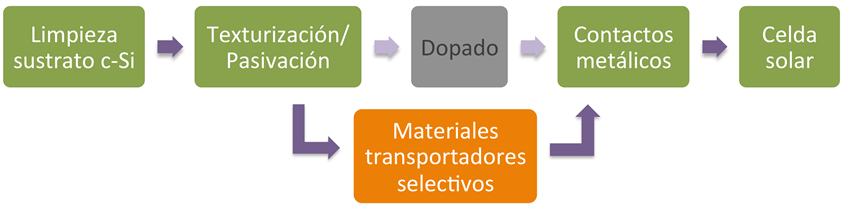 Limpieza
sustrato c-Si
Texturización/
Pasivación
Dopado
Contactos
metálicos
Celda
solar
Materiales
transportadores
selectivos